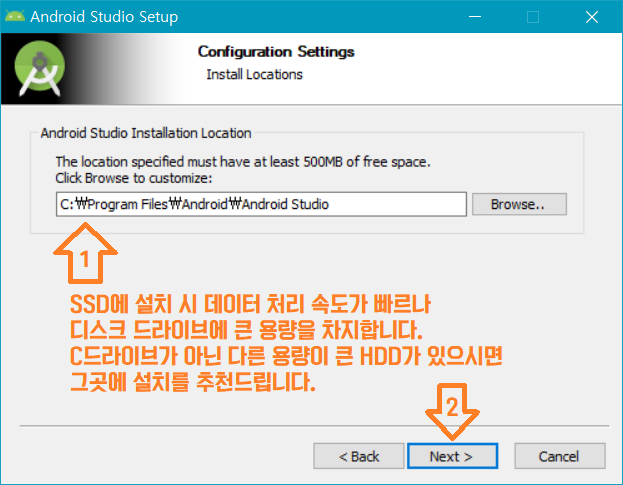 Android Studio Setup
Configuration Settings
Install Locations
Android Studio Installation Location
The location specified must have at least 500MB of free space.
Click Browse to customize:
C:₩Program Files₩Android₩Android Studio
Browse..
1
SSD에 설치 시 데이터 처리 속도가 빠르나
디스크 드라이브에 큰 용량을 차지합니다.
C드라이브가 아닌 다른 용량이 큰 HDD가 있으시면
그곳에 설치를 추천드립니다.
2
< Back
Next >
Cancel